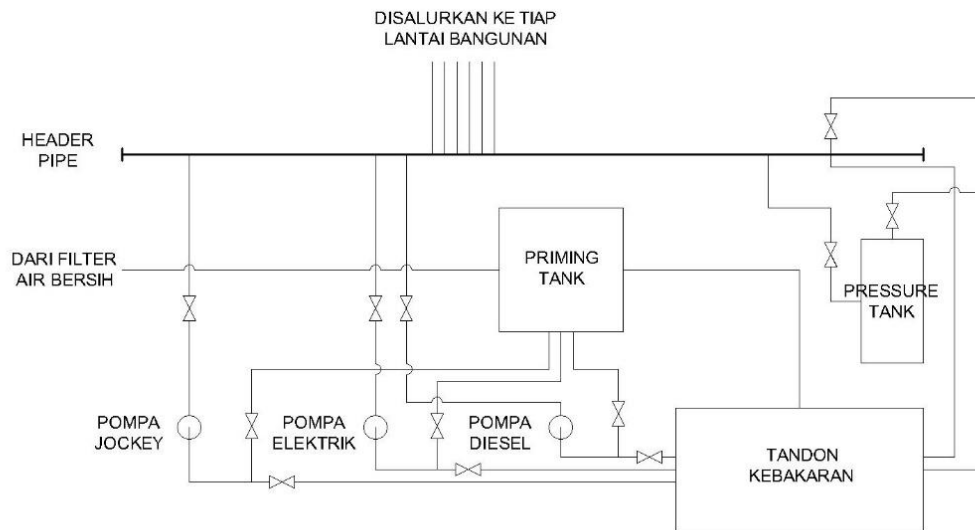 DISALURKAN KE TIAP
LANTAI BANGUNAN
HEADER
PIPE
DARI FILTER
AIR BERSIH
PRIMING
TANK
PRESSURE
TANK
POMPA
JOCKEY
POMPA
ELEKTRIK
POMPA
DIESEL
TANDON
KEBAKARAN